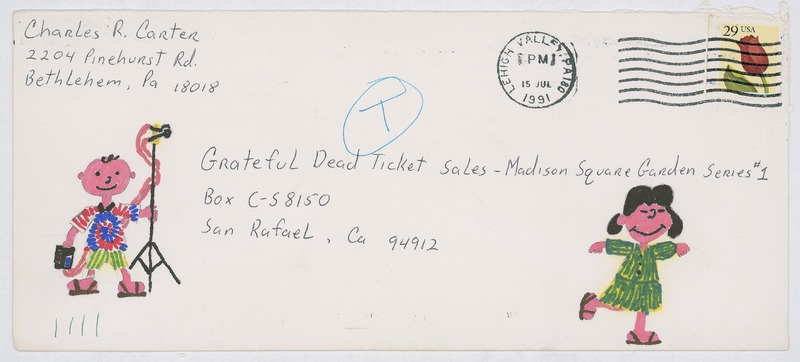 Charles R. Carter
2204 Pinehurst Rd.
Bethlehem, Pa 18018
LEHIGH VALLEY, PA 180
PM
15 JUL
1991
29 USA
T
Grateful Dead Ticket Sales - Madison Square Garden Series #1
Box C-S8150
San Rafael, Ca 94912
1111